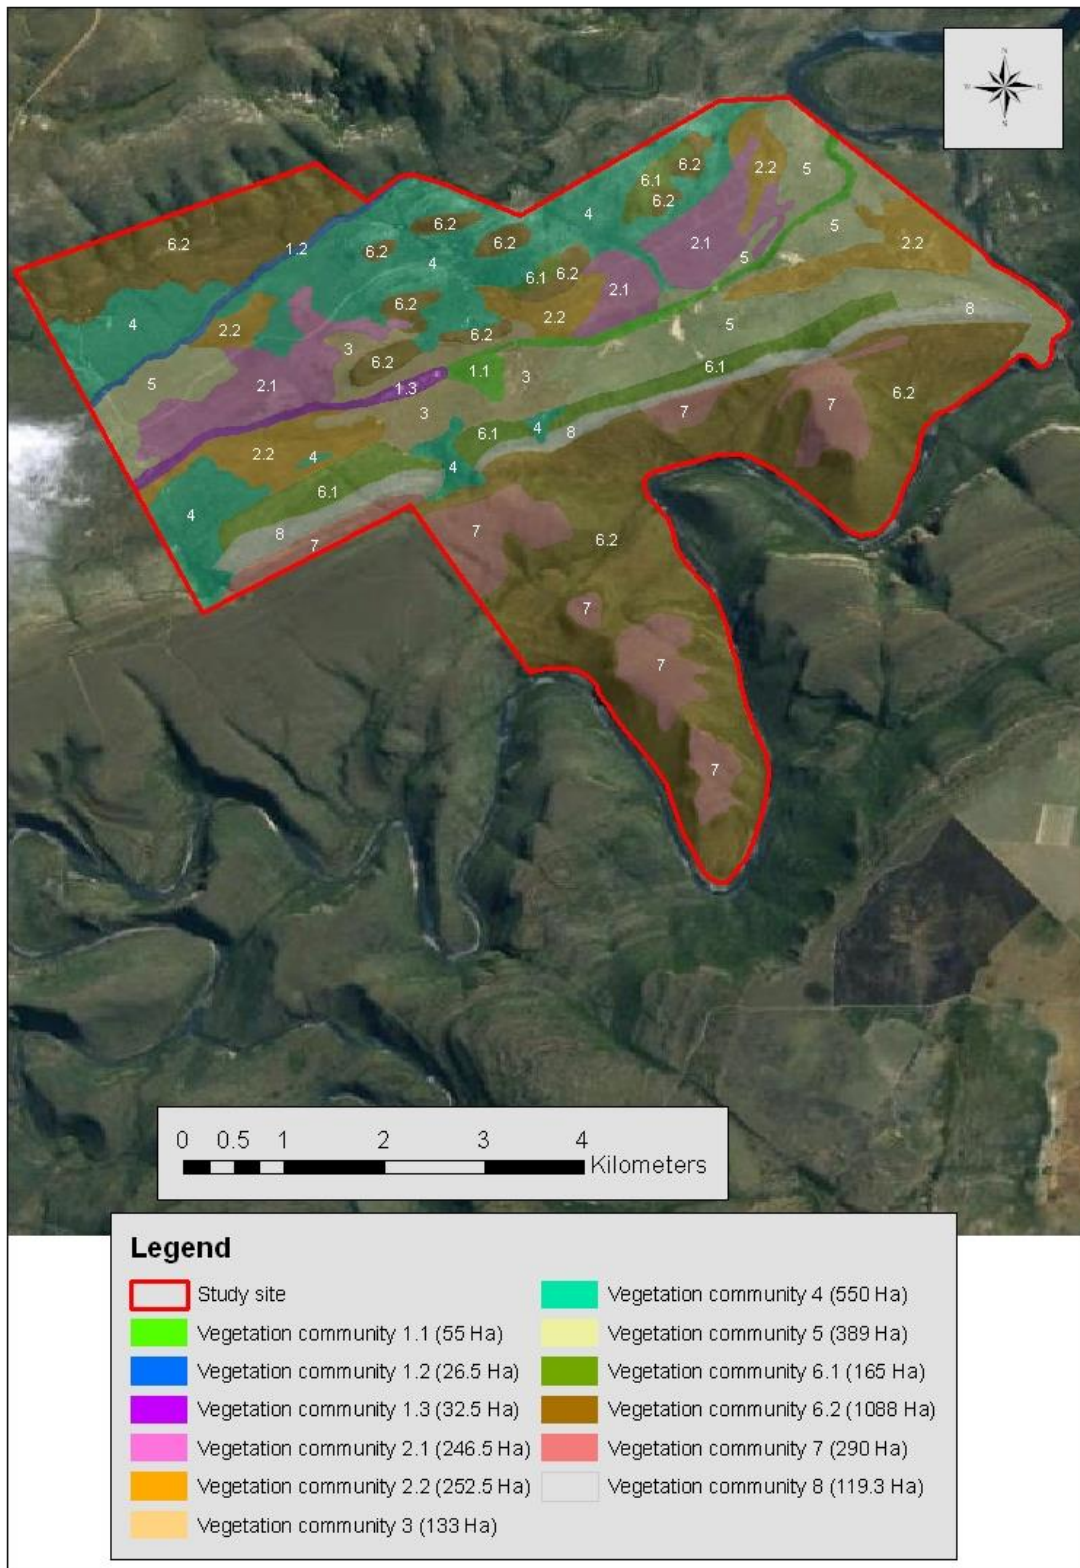 N
W E
S
6.2
6.2
2.2
5
6.1
6.2
4
6.2
1.2
6.2
6.2
6.2
2.1
5
2.2
4
5
6.1
6.2
2.1
4
6.2
2.2
5
8
2.2
6.2
3
6.2
1.1
3
6.1
5
2.1
1.3
6.2
3
7
7
4
6.1
8
2.2
4
4
6.1
4
8
7
7
6.2
7
7
7
0 0.5 1 2 3 4
Kilometers
Legend
Study site
Vegetation community 1.1 (55 Ha)
Vegetation community 1.2 (26.5 Ha)
Vegetation community 1.3 (32.5 Ha)
Vegetation community 2.1 (246.5 Ha)
Vegetation community 2.2 (252.5 Ha)
Vegetation community 3 (133 Ha)
Vegetation community 4 (550 Ha)
Vegetation community 5 (389 Ha)
Vegetation community 6.1 (165 Ha)
Vegetation community 6.2 (1088 Ha)
Vegetation community 7 (290 Ha)
Vegetation community 8 (119.3 Ha)